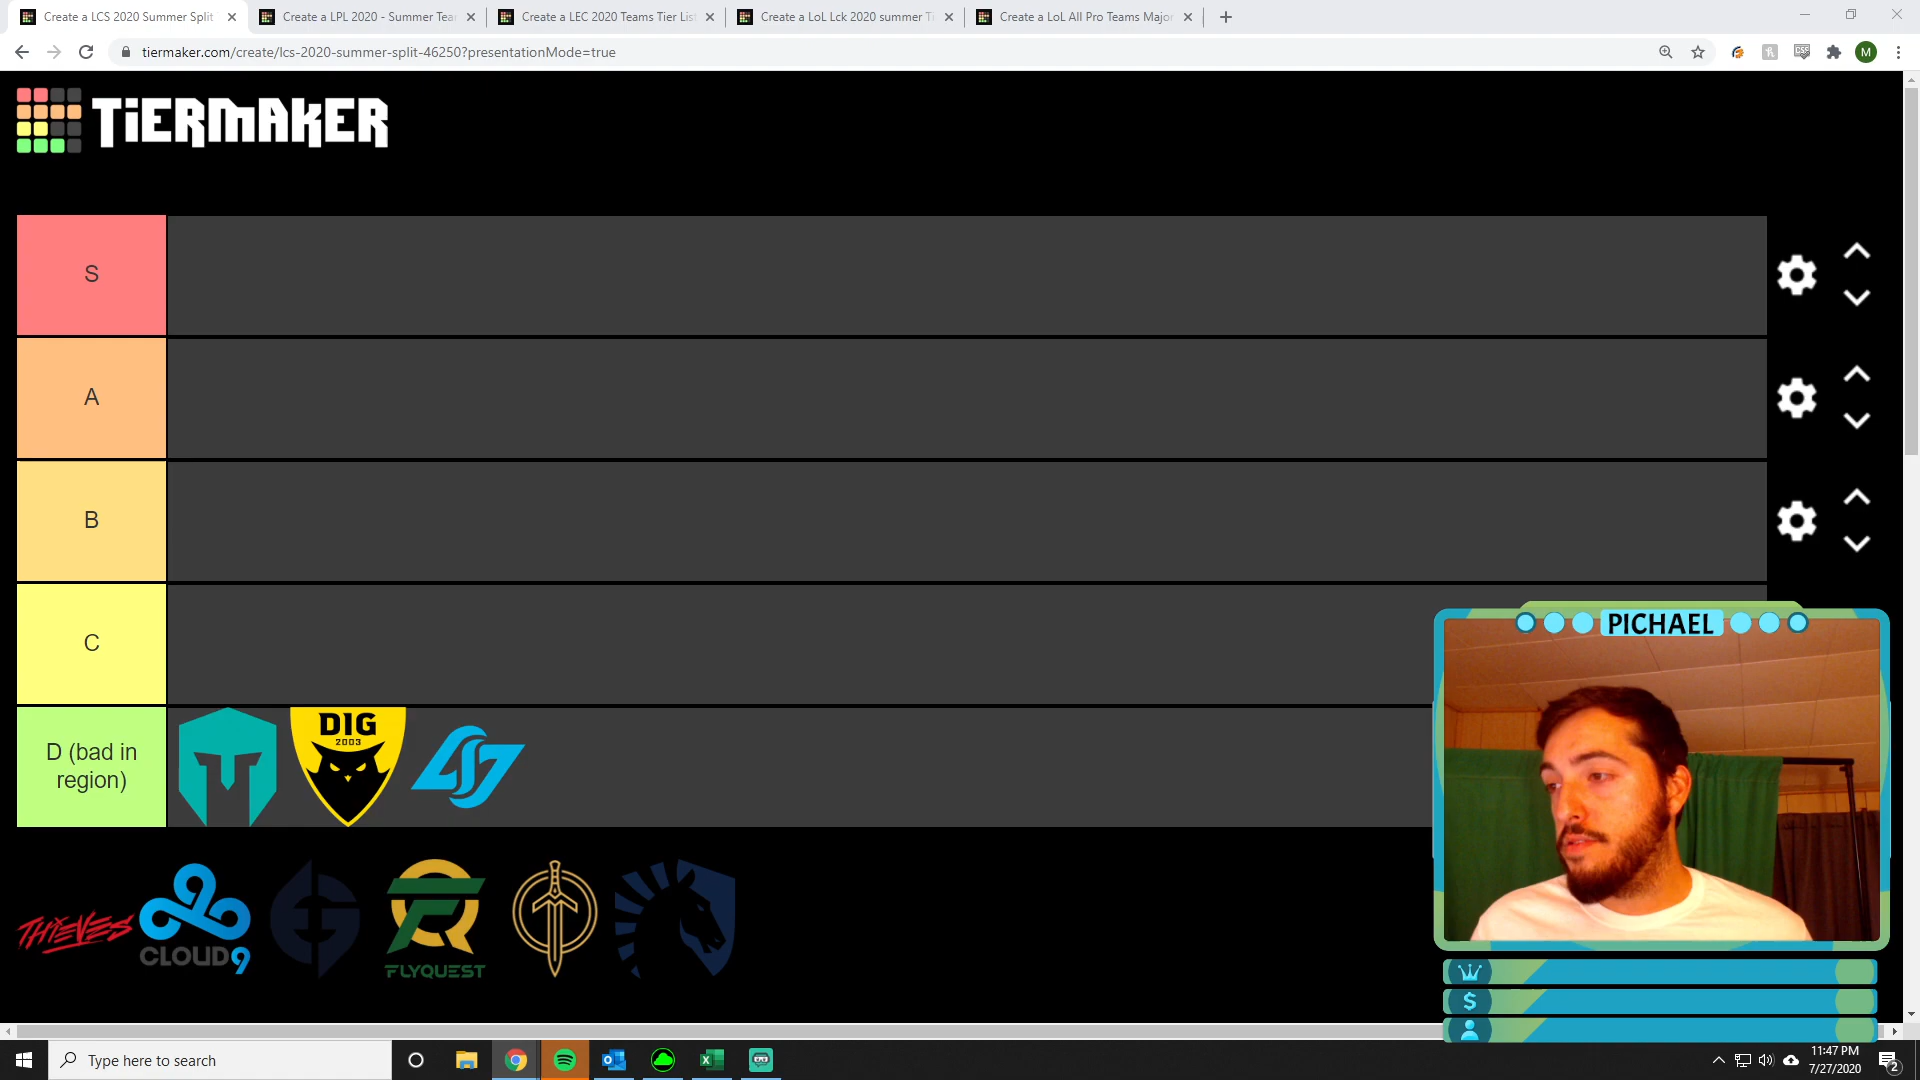 Create a LCS 2020 Summer Split
Create a LPL 2020 - Summer Tea
Create a LEC 2020 Teams Tier Lis
Create a LoL Lck 2020 summer Ti
Create a LoL All Pro Teams Major
tiermaker.com/create/lcs-2020-summer-split-46250?presentationMode=true
CSS
M
TiERMAKER
S
A
B
C
PICHAEL
D (bad in
region)
DIG
2003
THIEVES
CLOUD9
FLYQUEST
$
Type here to search
11:47 PM
7/27/2020
2